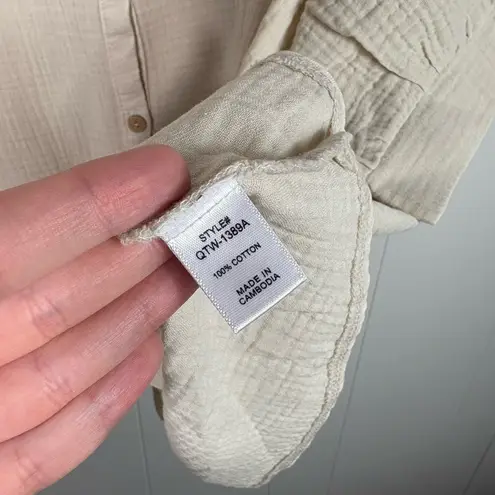 STYLE#
QTW-1389A
100% COTTON
MADE IN
CAMBODIA